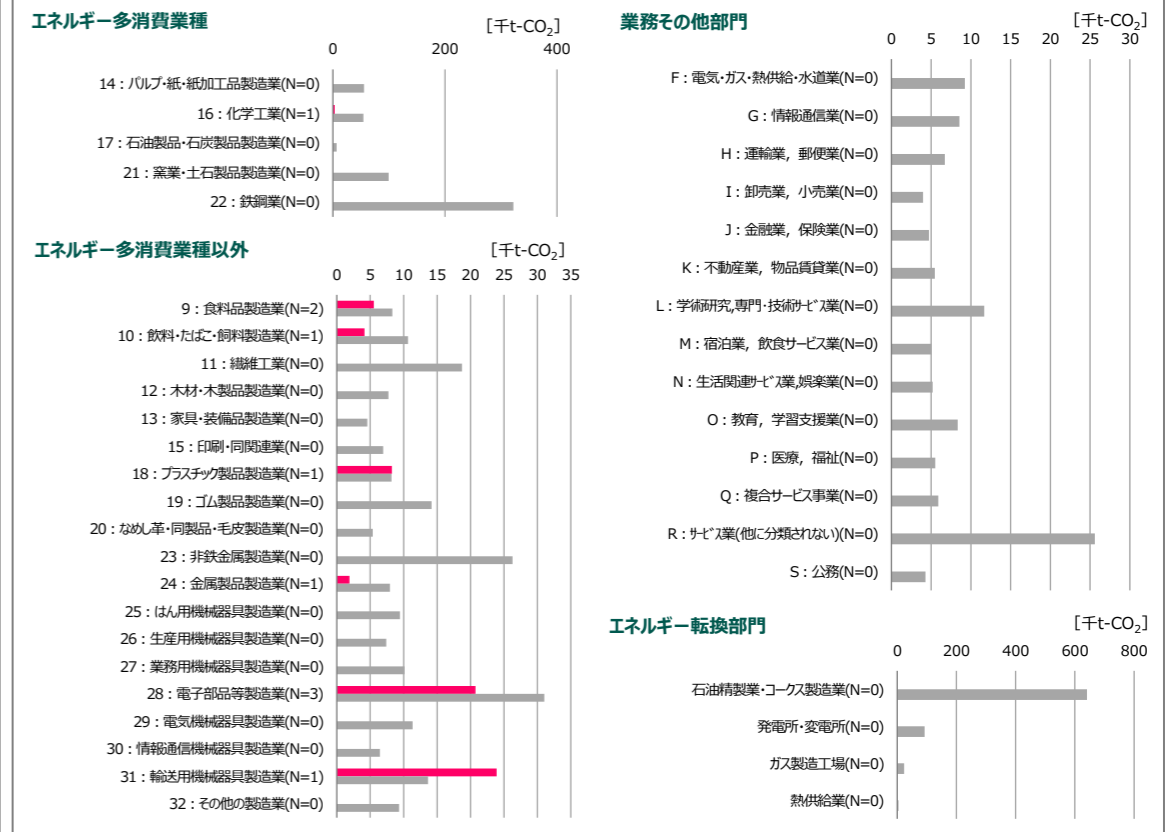 エネルギー多消費業種
[千t-CO2]
0 200 400
14：パルプ・紙・紙加工品製造業(N=0)
16：化学工業(N=1)
17：石油製品・石炭製品製造業(N=0)
21：窯業・土石製品製造業(N=0)
22：鉄鋼業(N=0)
エネルギー多消費業種以外
[千t-CO2]
0 5 10 15 20 25 30 35
9：食料品製造業(N=2)
10：飲料・たばこ・飼料製造業(N=1)
11：繊維工業(N=0)
12：木材・木製品製造業(N=0)
13：家具・装備品製造業(N=0)
15：印刷・同関連業(N=0)
18：プラスチック製品製造業(N=1)
19：ゴム製品製造業(N=0)
20：なめし革・同製品・毛皮製造業(N=0)
23：非鉄金属製造業(N=0)
24：金属製品製造業(N=1)
25：はん用機械器具製造業(N=0)
26：生産用機械器具製造業(N=0)
27：業務用機械器具製造業(N=0)
28：電子部品等製造業(N=3)
29：電気機械器具製造業(N=0)
30：情報通信機械器具製造業(N=0)
31：輸送用機械器具製造業(N=1)
32：その他の製造業(N=0)
業務その他部門
[千t-CO2]
0 5 10 15 20 25 30
F：電気・ガス・熱供給・水道業(N=0)
G：情報通信業(N=0)
H：運輸業，郵便業(N=0)
I：卸売業，小売業(N=0)
J：金融業，保険業(N=0)
K：不動産業，物品賃貸業(N=0)
L：学術研究,専門・技術ｻｰﾋﾞｽ業(N=0)
M：宿泊業，飲食サービス業(N=0)
N：生活関連ｻｰﾋﾞｽ業,娯楽業(N=0)
O：教育，学習支援業(N=0)
P：医療，福祉(N=0)
Q：複合サービス事業(N=0)
R：ｻｰﾋﾞｽ業(他に分類されない)(N=0)
S：公務(N=0)
エネルギー転換部門
[千t-CO2]
0 200 400 600 800
石油精製業・コークス製造業(N=0)
発電所・変電所(N=0)
ガス製造工場(N=0)
熱供給業(N=0)